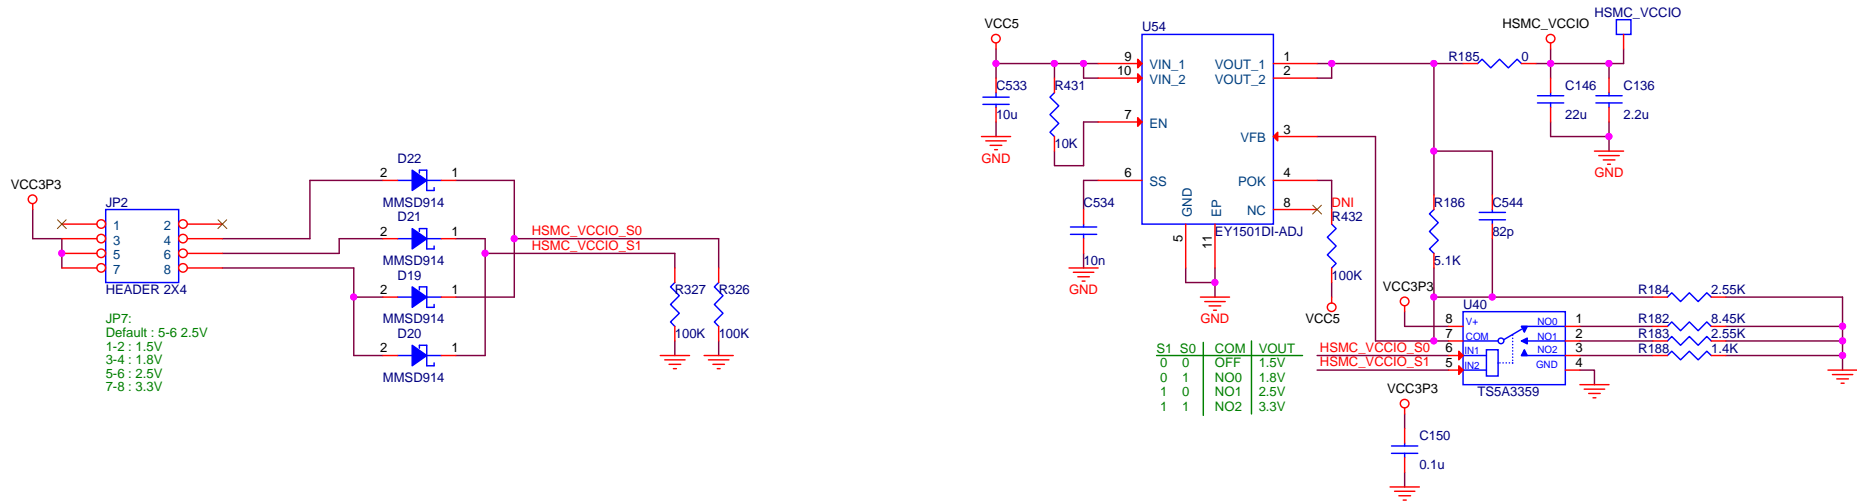 VCC3P3
JP2
1
2
3
4
5
6
7
8
HEADER 2X4
JP7:
Default : 5-6 2.5V
1-2 : 1.5V
3-4 : 1.8V
5-6 : 2.5V
7-8 : 3.3V
D22
2
1
MMSD914
D21
2
1
MMSD914
D19
2
1
MMSD914
D20
2
1
MMSD914
HSMC_VCCIO_S0
HSMC_VCCIO_S1
R327
100K
R326
100K
VCC5
C533
10u
GND
R431
10K
C534
10n
GND
U54
9 VIN_1
10 VIN_2
7 EN
6 SS
VOUT_1 1
VOUT_2 2
VFB 3
POK 4
NC 8
GND 5
EP 11
EY1501DI-ADJ
GND
DNI
R432
100K
VCC5
R185 0
HSMC_VCCIO
HSMC_VCCIO
C146
22u
C136
2.2u
GND
R186
5.1K
C544
82p
VCC3P3
U40
8 V+
7 COM
6 IN1
5 IN2
NO0 1
NO1 2
NO2 3
GND 4
TS5A3359
R184 2.55K
R182 8.45K
R183 2.55K
R188 1.4K
HSMC_VCCIO_S0
HSMC_VCCIO_S1
S1 S0 COM VOUT
0 0 OFF 1.5V
0 1 NO0 1.8V
1 0 NO1 2.5V
1 1 NO2 3.3V
VCC3P3
C150
0.1u